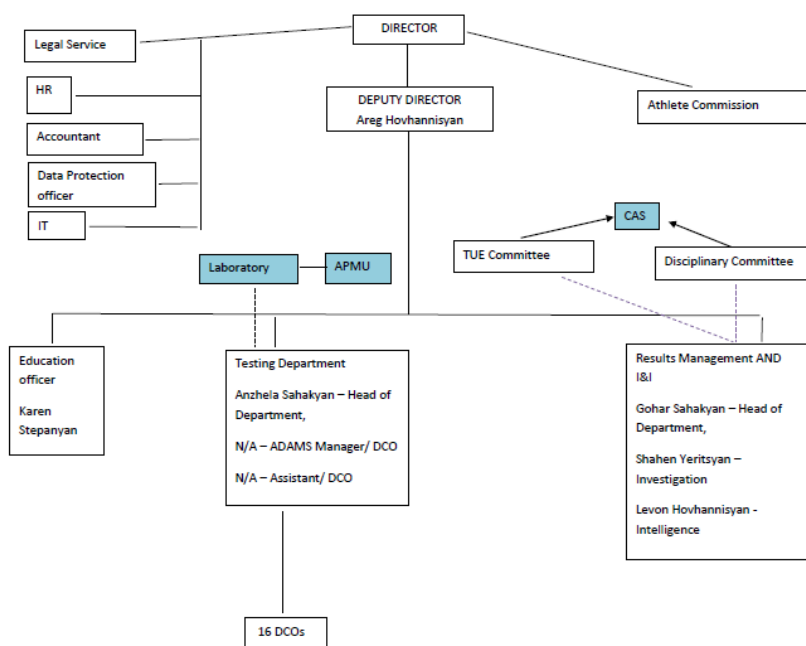 DIRECTOR
Legal Service
HR
DEPUTY DIRECTOR
Areg Hovhannisyan
Athlete Commission
Accountant
Data Protection
officer
IT
CAS
TUE Committee
Disciplinary Committee
Laboratory
APMU
Education
officer
Karen
Stepanyan
Testing Department
Anzhela Sahakyan – Head of
Department,
N/A – ADAMS Manager/ DCO
N/A – Assistant/ DCO
Results Management AND
I&I
Gohar Sahakyan – Head of
Department,
Shahen Yeritsyan –
Investigation
Levon Hovhannisyan -
Intelligence
16 DCOs